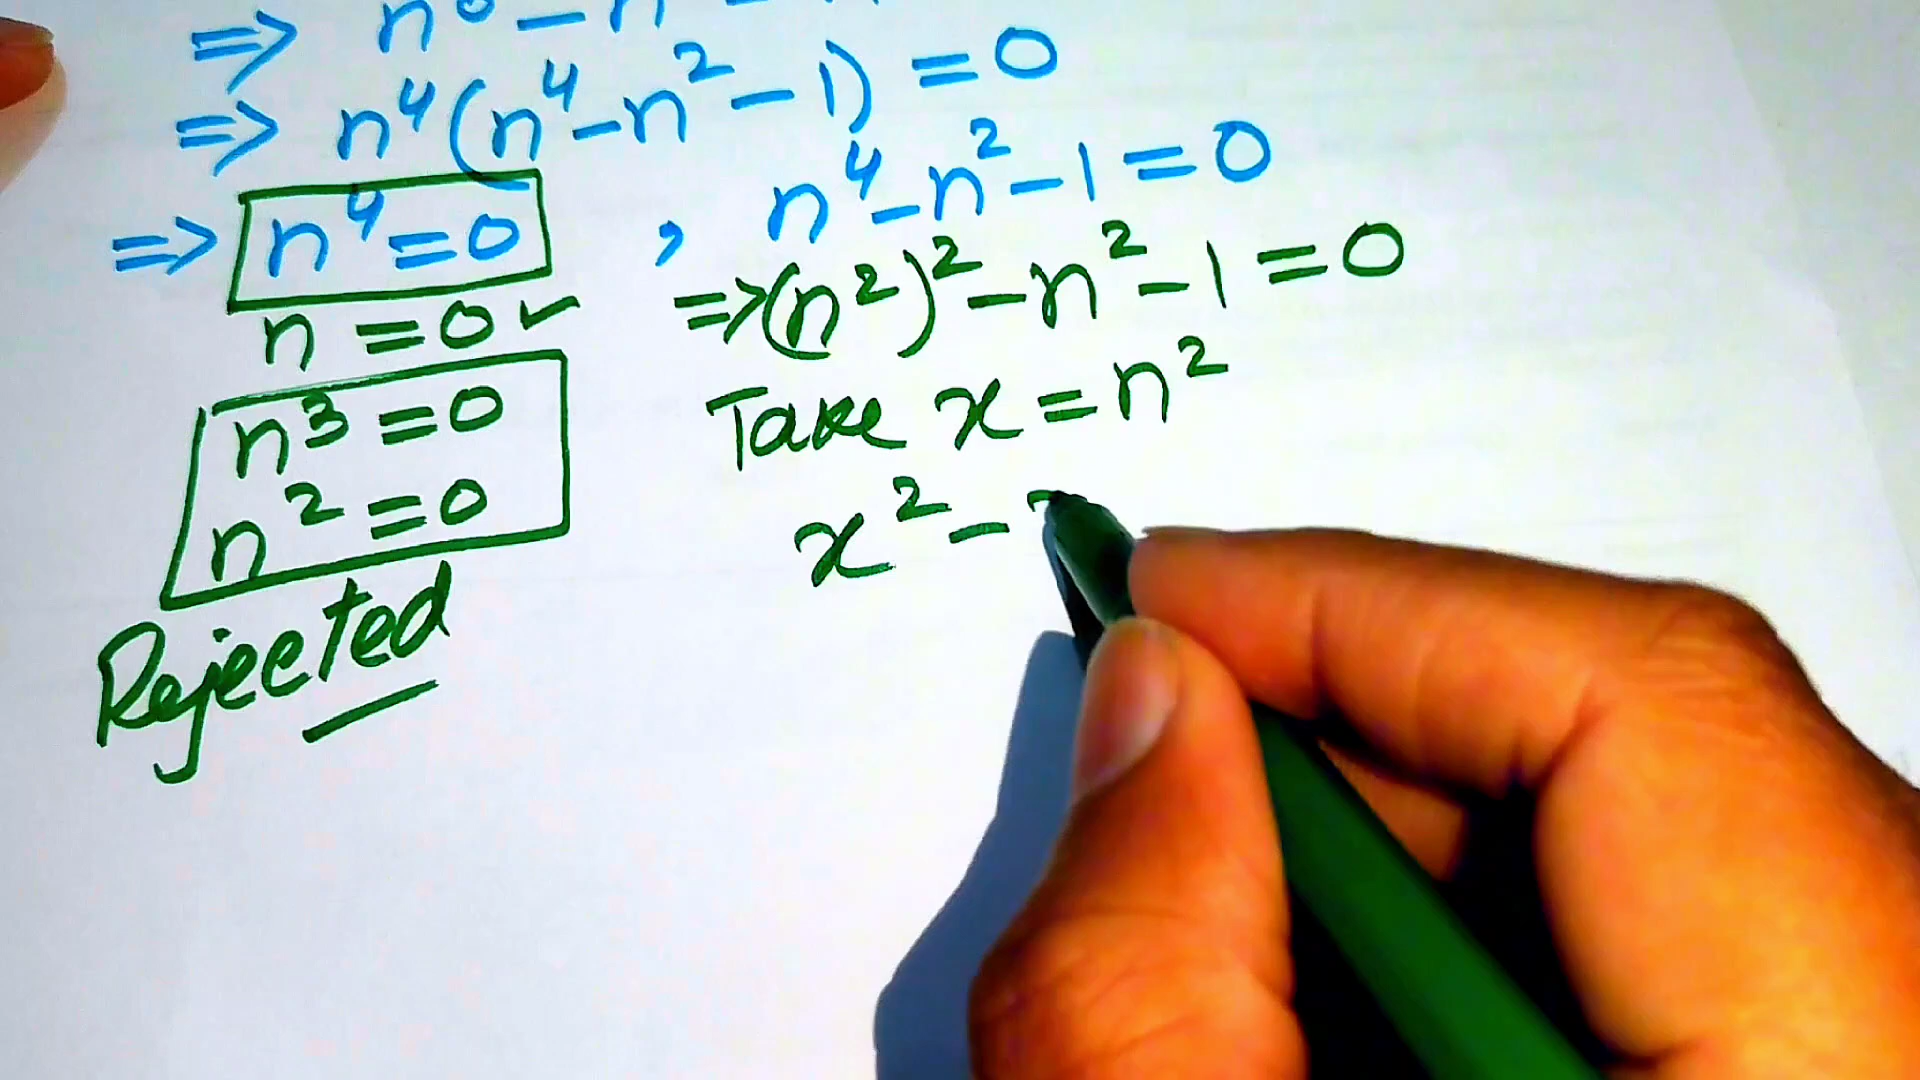 ⇒ n⁸ - n
⇒ n⁴(n⁴-n²-1) = 0
⇒ n⁴=0 , n⁴-n²-1=0
n=0 ✓ ⇒(n²)²-n²-1=0
n³=0 Take x=n²
n²=0 x²-
Rejected